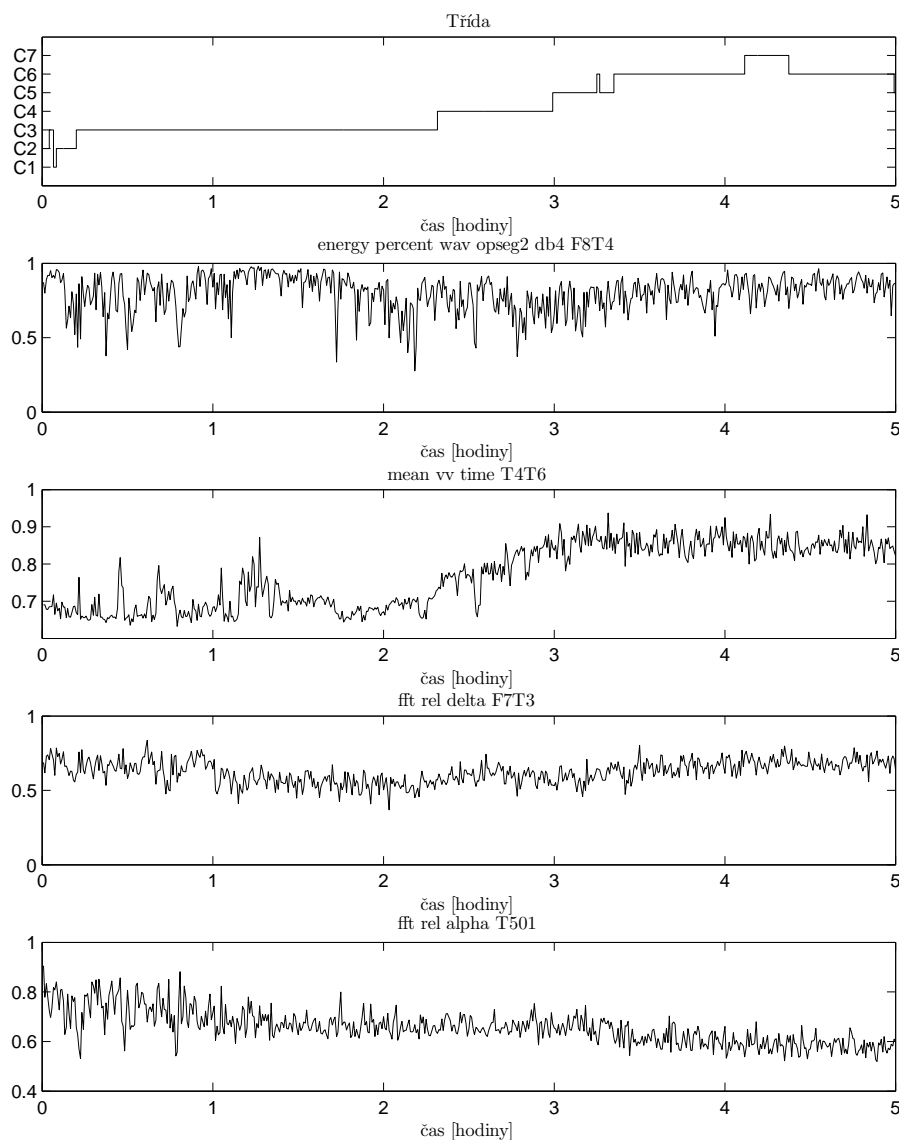 Třída
C7
C6
C5
C4
C3
C2
C1
0 1 2 3 4 5
čas [hodiny]
energy percent wav opseg2 db4 F8T4
1
0.5
0
0 1 2 3 4 5
čas [hodiny]
mean vv time T4T6
1
0.9
0.8
0.7
0 1 2 3 4 5
čas [hodiny]
fft rel delta F7T3
1
0.5
0
0 1 2 3 4 5
čas [hodiny]
fft rel alpha T501
1
0.8
0.6
0.4
0 1 2 3 4 5
čas [hodiny]